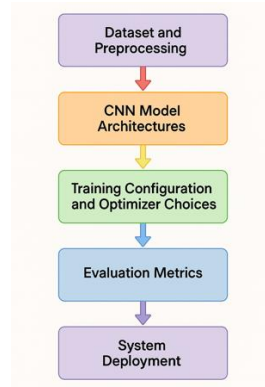 Dataset and
Preprocessing
CNN Model
Architectures
Training Configuration
and Optimizer Choices
Evaluation Metrics
System
Deployment